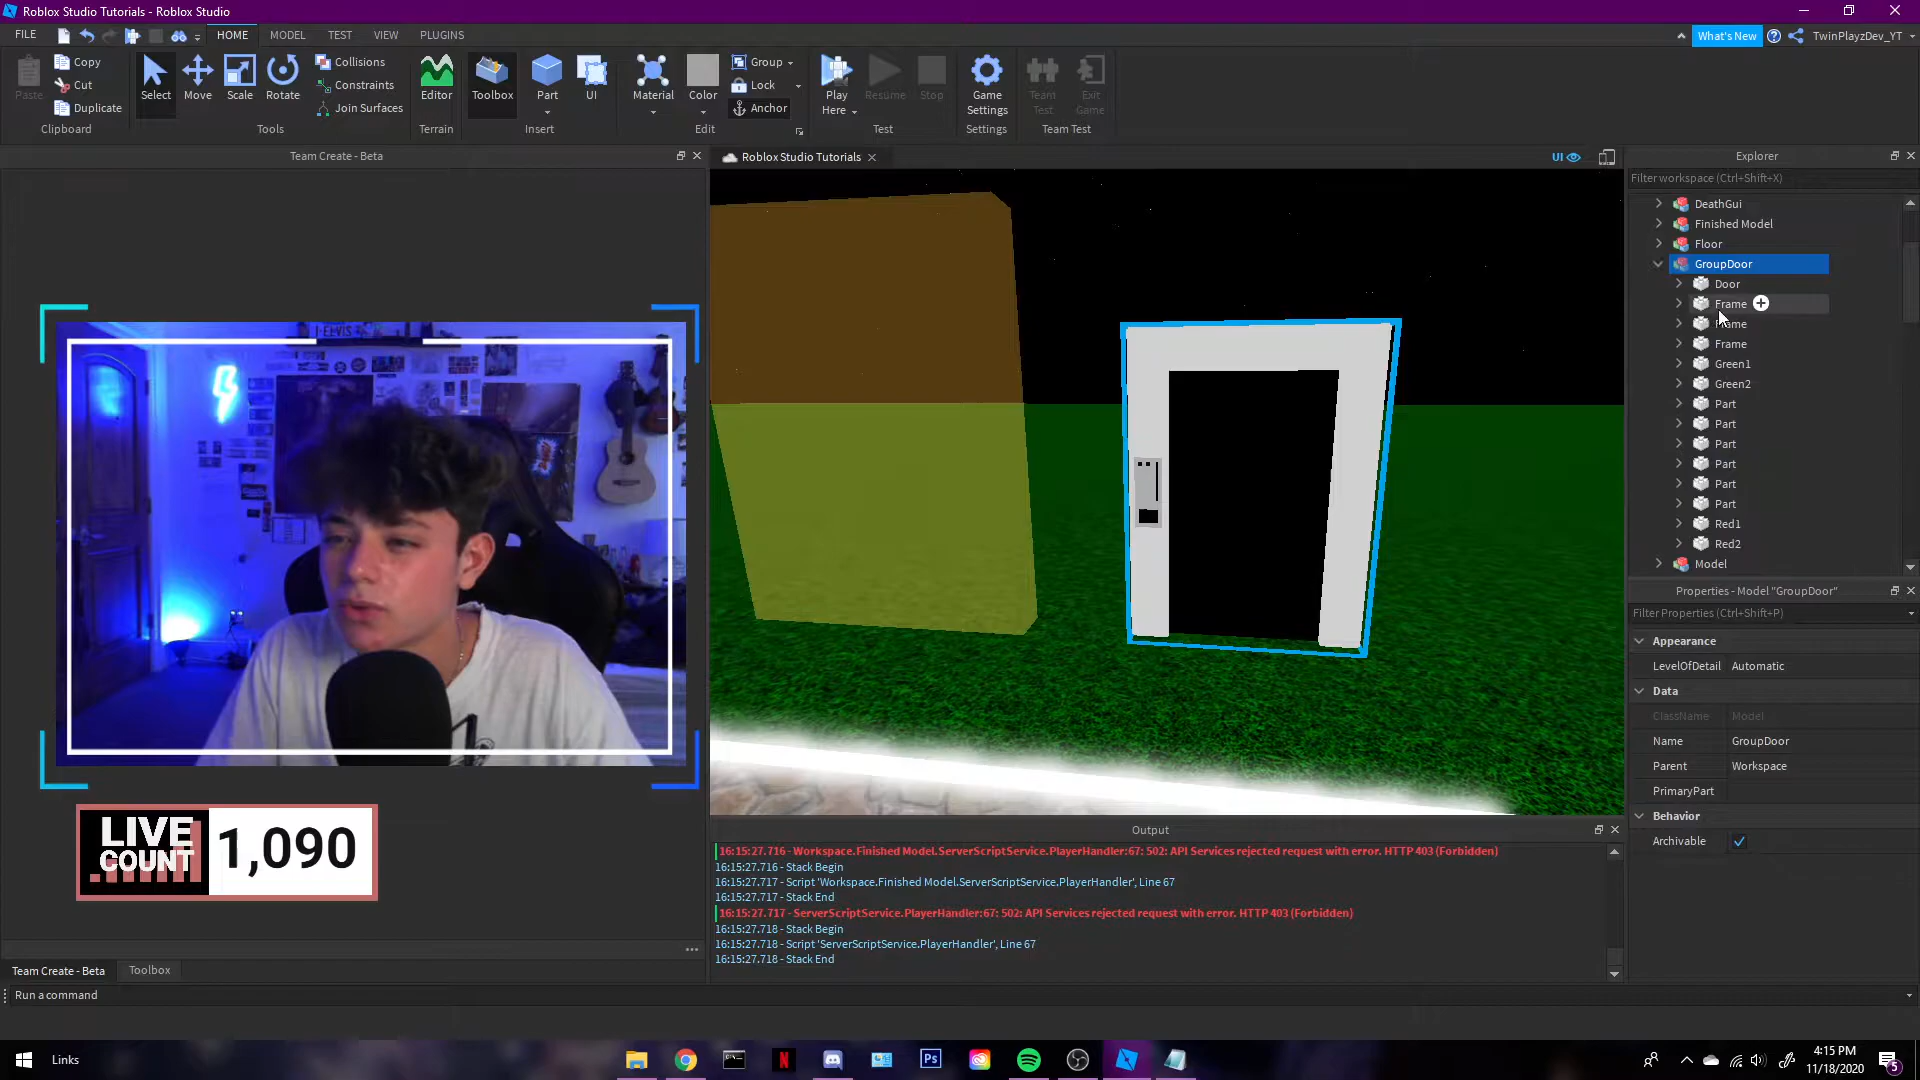 Roblox Studio Tutorials - Roblox Studio
FILE HOME MODEL TEST VIEW PLUGINS What's New TwinPlayzDev_YT
Paste Copy Cut Duplicate
Select Move Scale Rotate
Collisions
Constraints
Join Surfaces
Editor Toolbox Part UI Material Color
Group
Lock
Anchor
Play Here Resume Stop Game Settings Team Test Exit Game
Clipboard Tools Terrain Insert Edit Test Settings Team Test
Team Create - Beta
Roblox Studio Tutorials
UI
Explorer
Filter workspace (Ctrl+Shift+X)
DeathGui
Finished Model
Floor
GroupDoor
Door
Frame
Frame
Frame
Green1
Green2
Part
Part
Part
Part
Part
Part
Red1
Red2
Model
Properties - Model "GroupDoor"
Filter Properties (Ctrl+Shift+P)
Appearance
LevelOfDetail Automatic
Data
ClassName Model
Name GroupDoor
Parent Workspace
PrimaryPart
Behavior
Archivable
LIVE
COUNT
1,090
Output
16:15:27.716 - Workspace.Finished Model.ServerScriptService.PlayerHandler:67: 502: API Services rejected request with error. HTTP 403 (Forbidden)
16:15:27.716 - Stack Begin
16:15:27.717 - Script 'Workspace.Finished Model.ServerScriptService.PlayerHandler', Line 67
16:15:27.717 - Stack End
16:15:27.717 - ServerScriptService.PlayerHandler:67: 502: API Services rejected request with error. HTTP 403 (Forbidden)
16:15:27.718 - Stack Begin
16:15:27.718 - Script 'ServerScriptService.PlayerHandler', Line 67
16:15:27.718 - Stack End
Team Create - Beta Toolbox
Run a command
Links
Ps
4:15 PM
11/18/2020
5